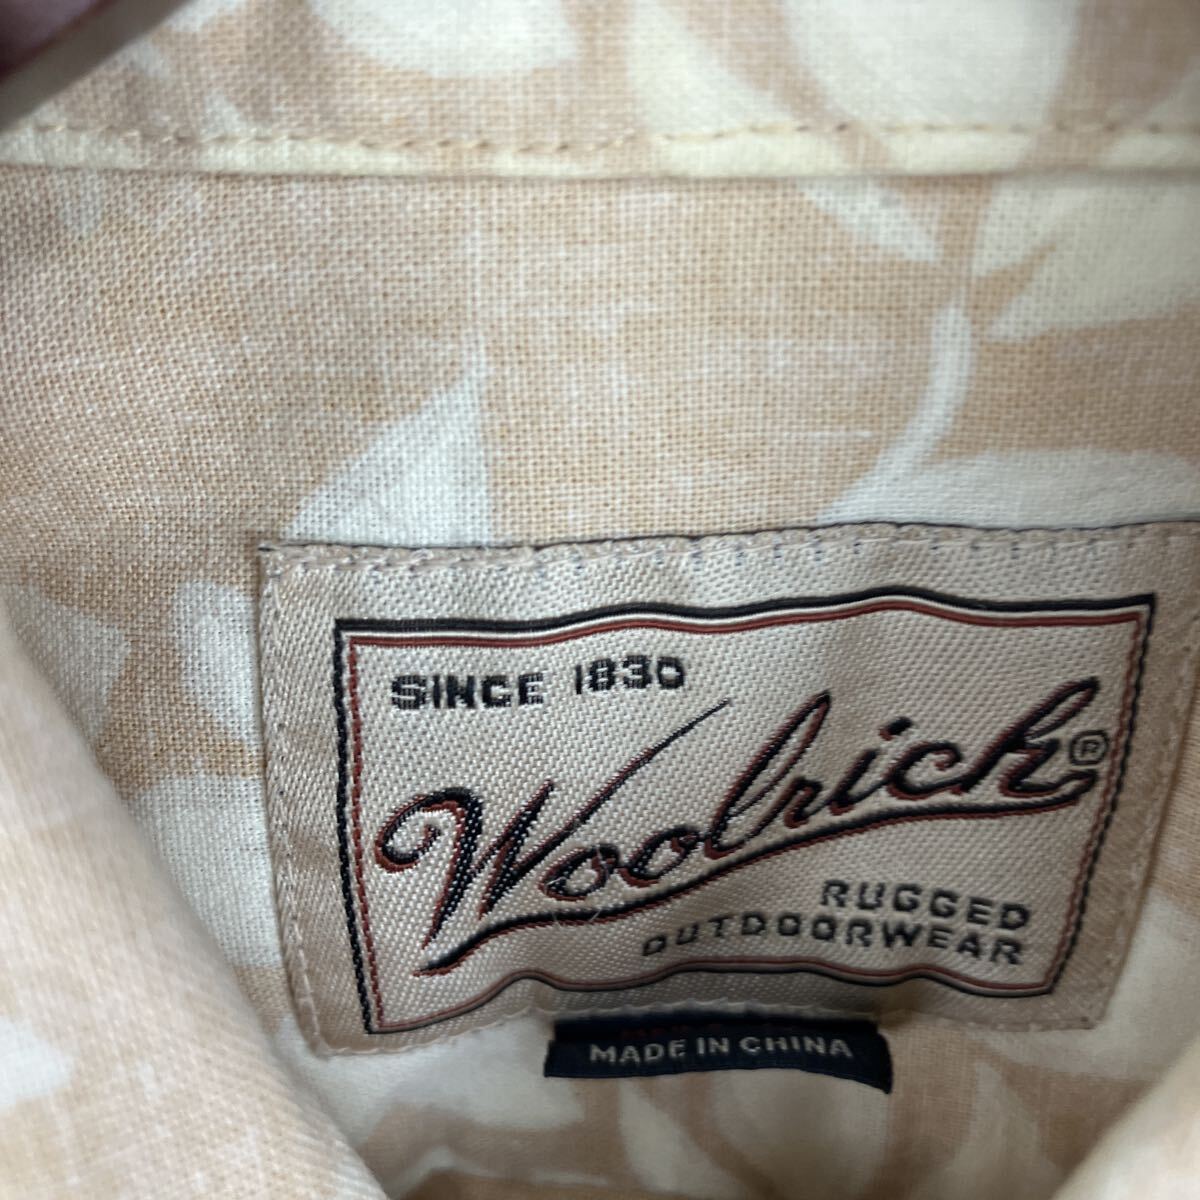 SINCE 1830
Woolrich®
RUGGED
OUTDOORWEAR
MADE IN CHINA